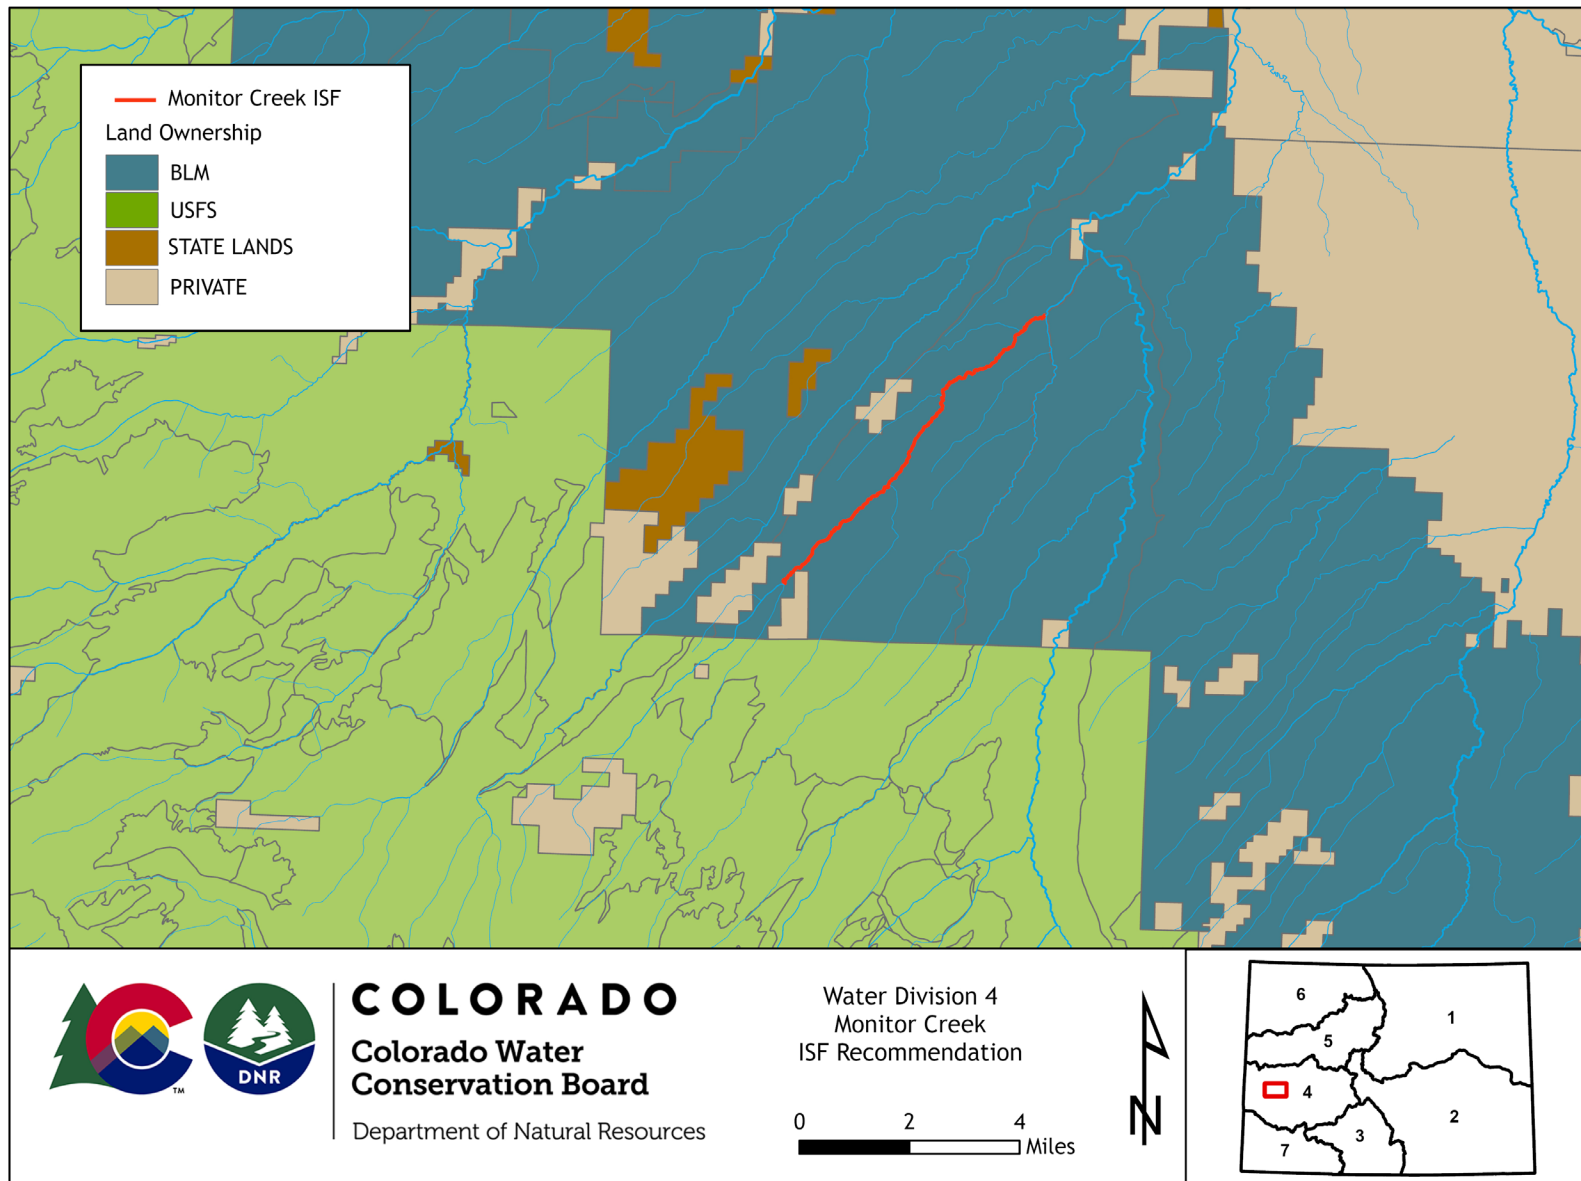 Monitor Creek ISF
Land Ownership
BLM
USFS
STATE LANDS
PRIVATE
COLORADO
Colorado Water
Conservation Board
Department of Natural Resources
TM
DNR
Water Division 4
Monitor Creek
ISF Recommendation
0 2 4
Miles
N
6
1
5
4
2
3
7